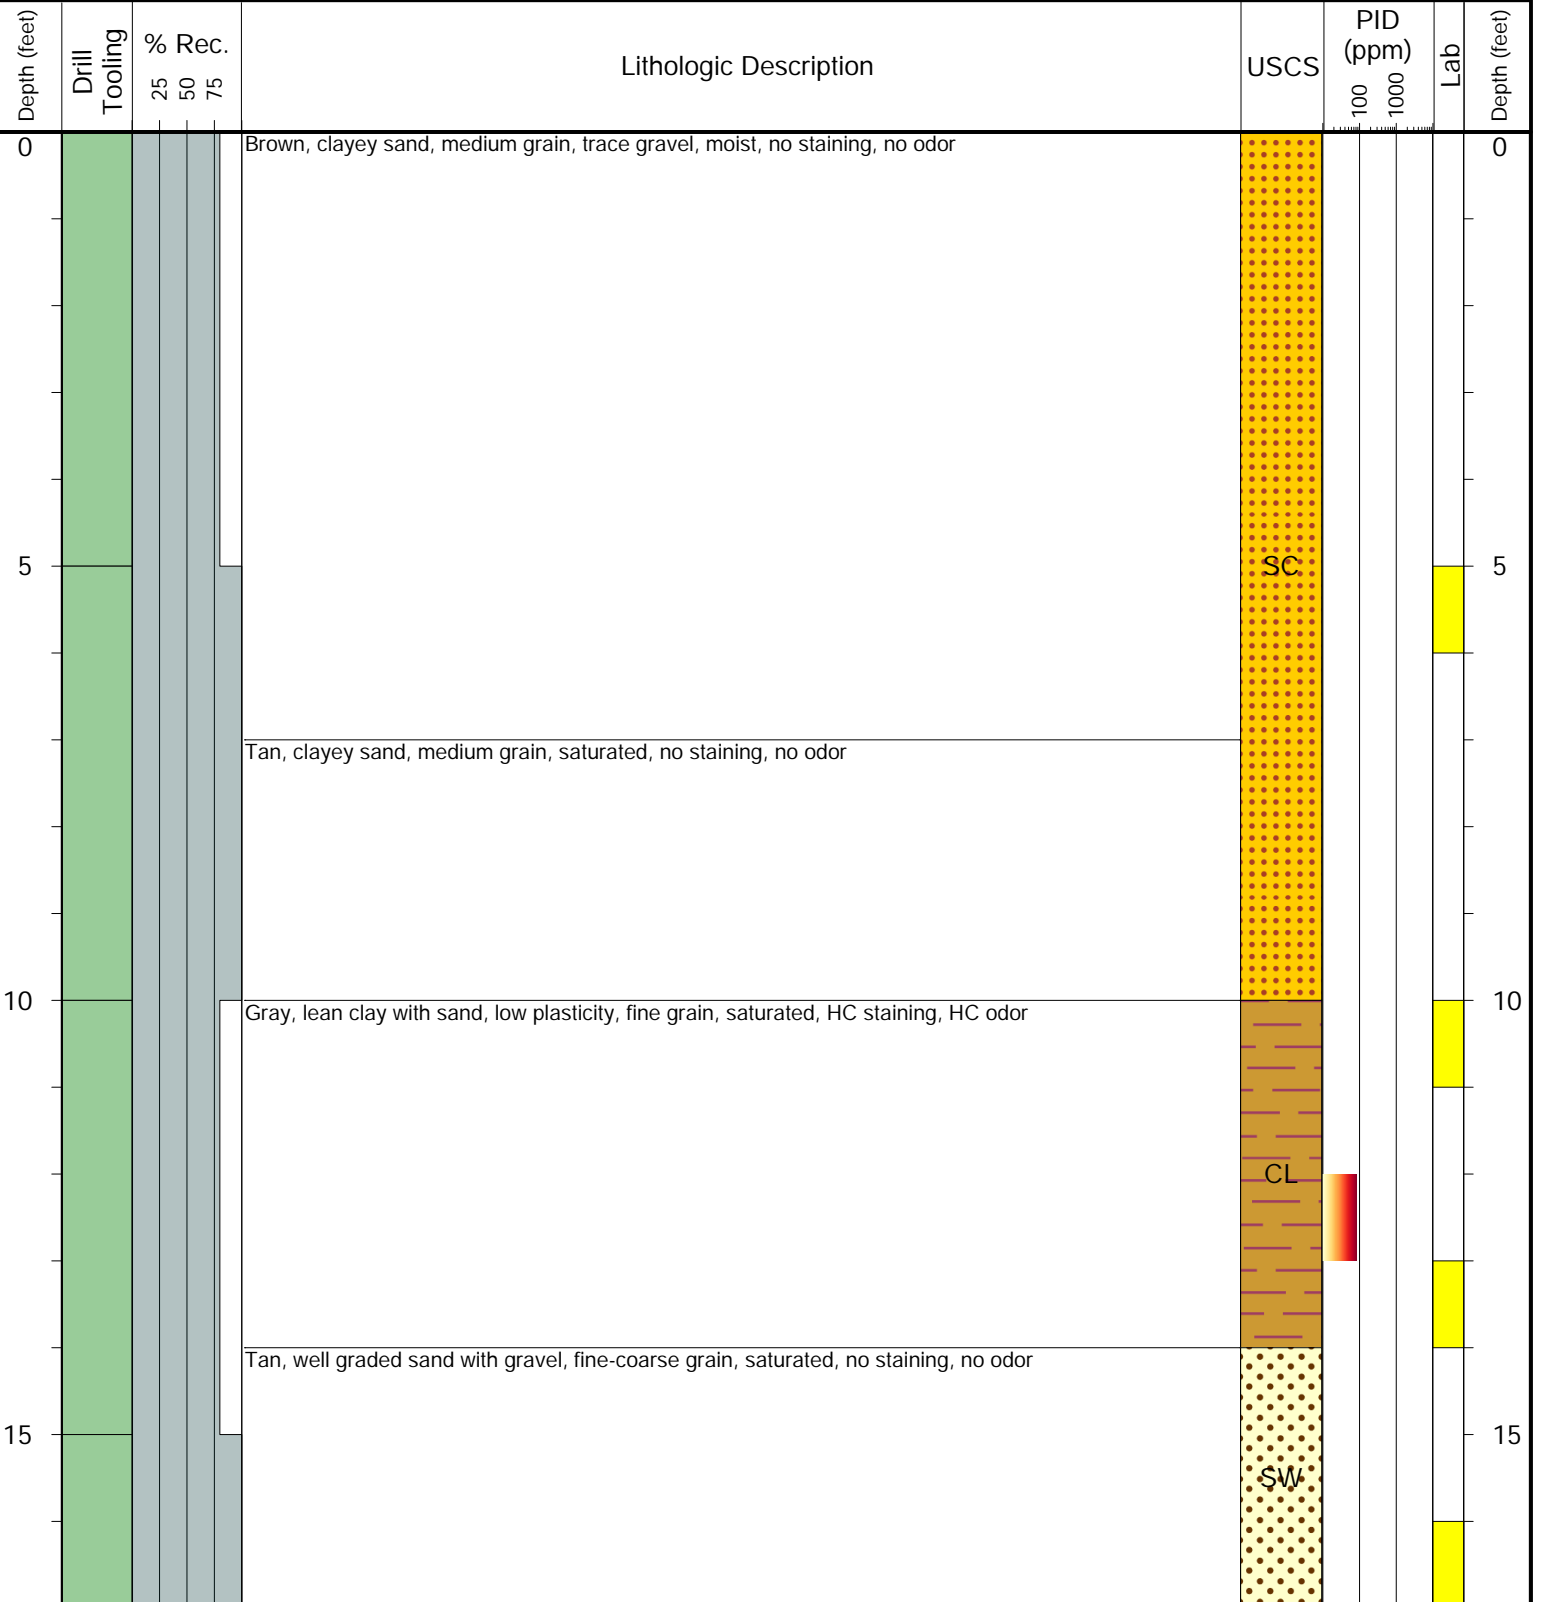 Depth (feet)
Drill
Tooling
% Rec.
25 50 75
Lithologic Description
USCS
PID
(ppm)
100 1000
Lab
Depth (feet)
0
Brown, clayey sand, medium grain, trace gravel, moist, no staining, no odor
0
5
SC
5
Tan, clayey sand, medium grain, saturated, no staining, no odor
10
Gray, lean clay with sand, low plasticity, fine grain, saturated, HC staining, HC odor
10
CL
Tan, well graded sand with gravel, fine-coarse grain, saturated, no staining, no odor
15
15
SW